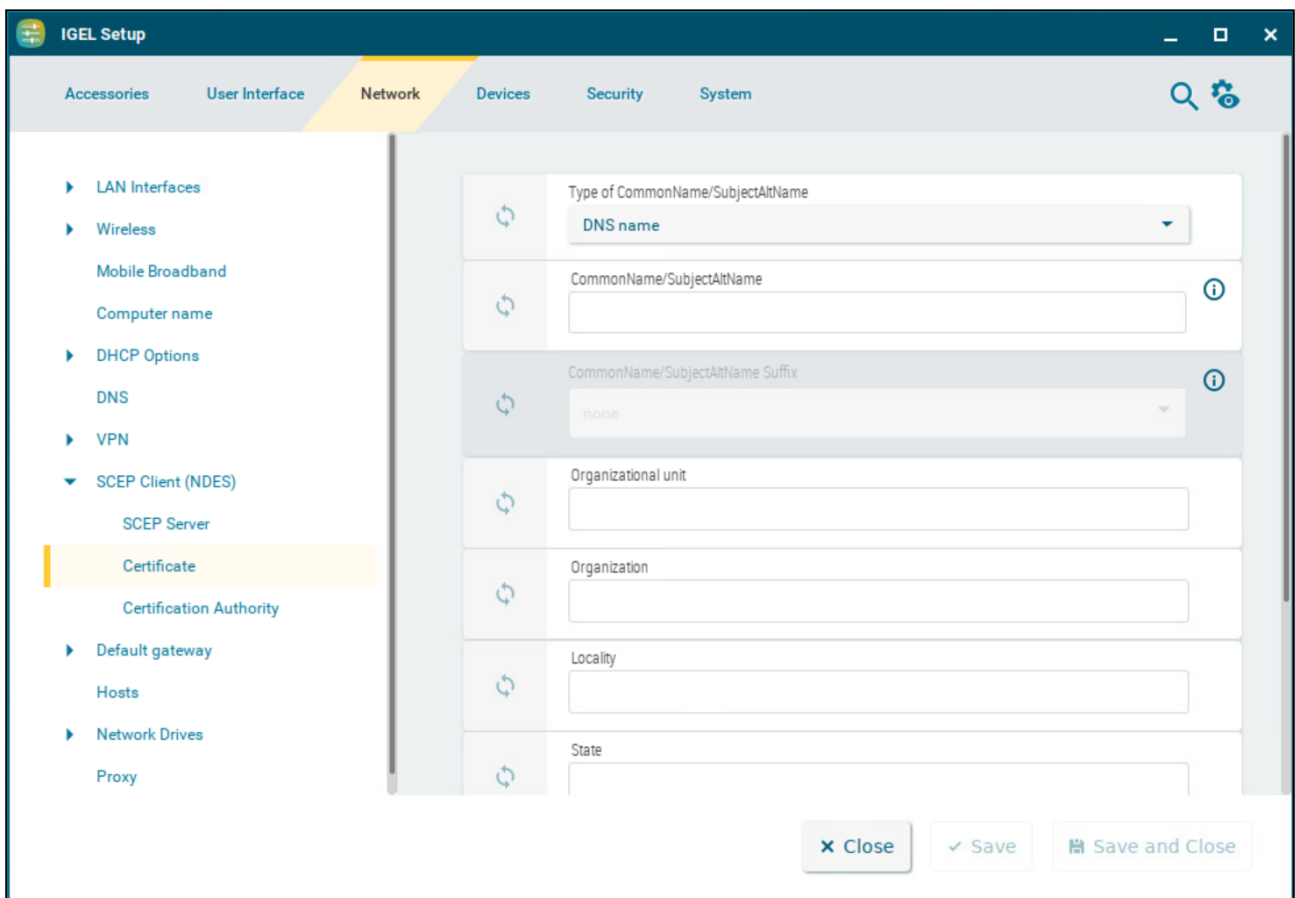 IGEL Setup
Accessories
User Interface
Network
Devices
Security
System
LAN Interfaces
Wireless
Mobile Broadband
Computer name
DHCP Options
DNS
VPN
SCEP Client (NDES)
SCEP Server
Certificate
Certification Authority
Default gateway
Hosts
Network Drives
Proxy
Type of CommonName/SubjectAltName
DNS name
CommonName/SubjectAltName
CommonName/SubjectAltName Suffix
none
Organizational unit
Organization
Locality
State
Close
Save
Save and Close